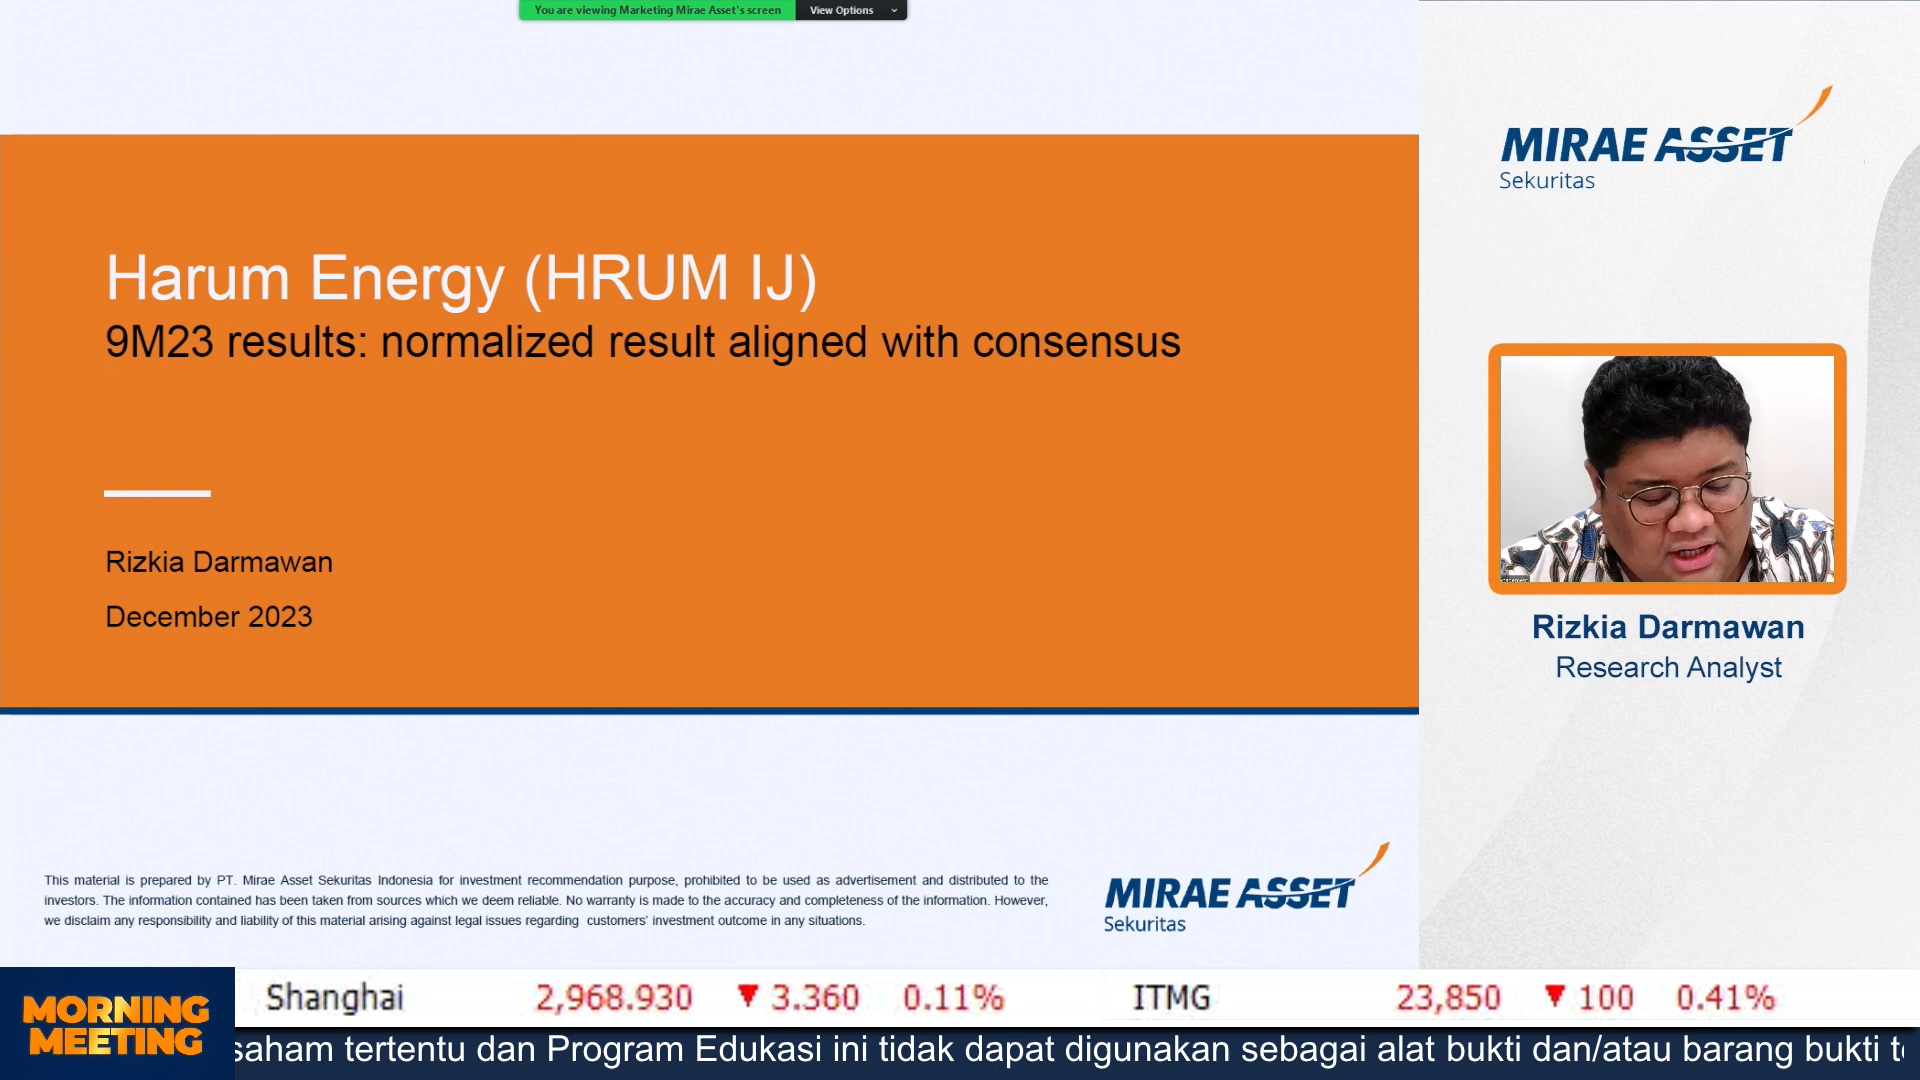 You are viewing Marketing Mirae Asset's screen View Options
MIRAE ASSET
Sekuritas
Harum Energy (HRUM IJ)
9M23 results: normalized result aligned with consensus
Rizkia Darmawan
December 2023
Rizkia Darmawan
Research Analyst
This material is prepared by PT. Mirae Asset Sekuritas Indonesia for investment recommendation purpose, prohibited to be used as advertisement and distributed to the
investors. The information contained has been taken from sources which we deem reliable. No warranty is made to the accuracy and completeness of the information. However,
we disclaim any responsibility and liability of this material arising against legal issues regarding customers' investment outcome in any situations.
MIRAE ASSET
Sekuritas
MORNING
MEETING
Shanghai 2,968.930 ▼ 3.360 0.11% ITMG 23,850 ▼ 100 0.41%
saham tertentu dan Program Edukasi ini tidak dapat digunakan sebagai alat bukti dan/atau barang bukti